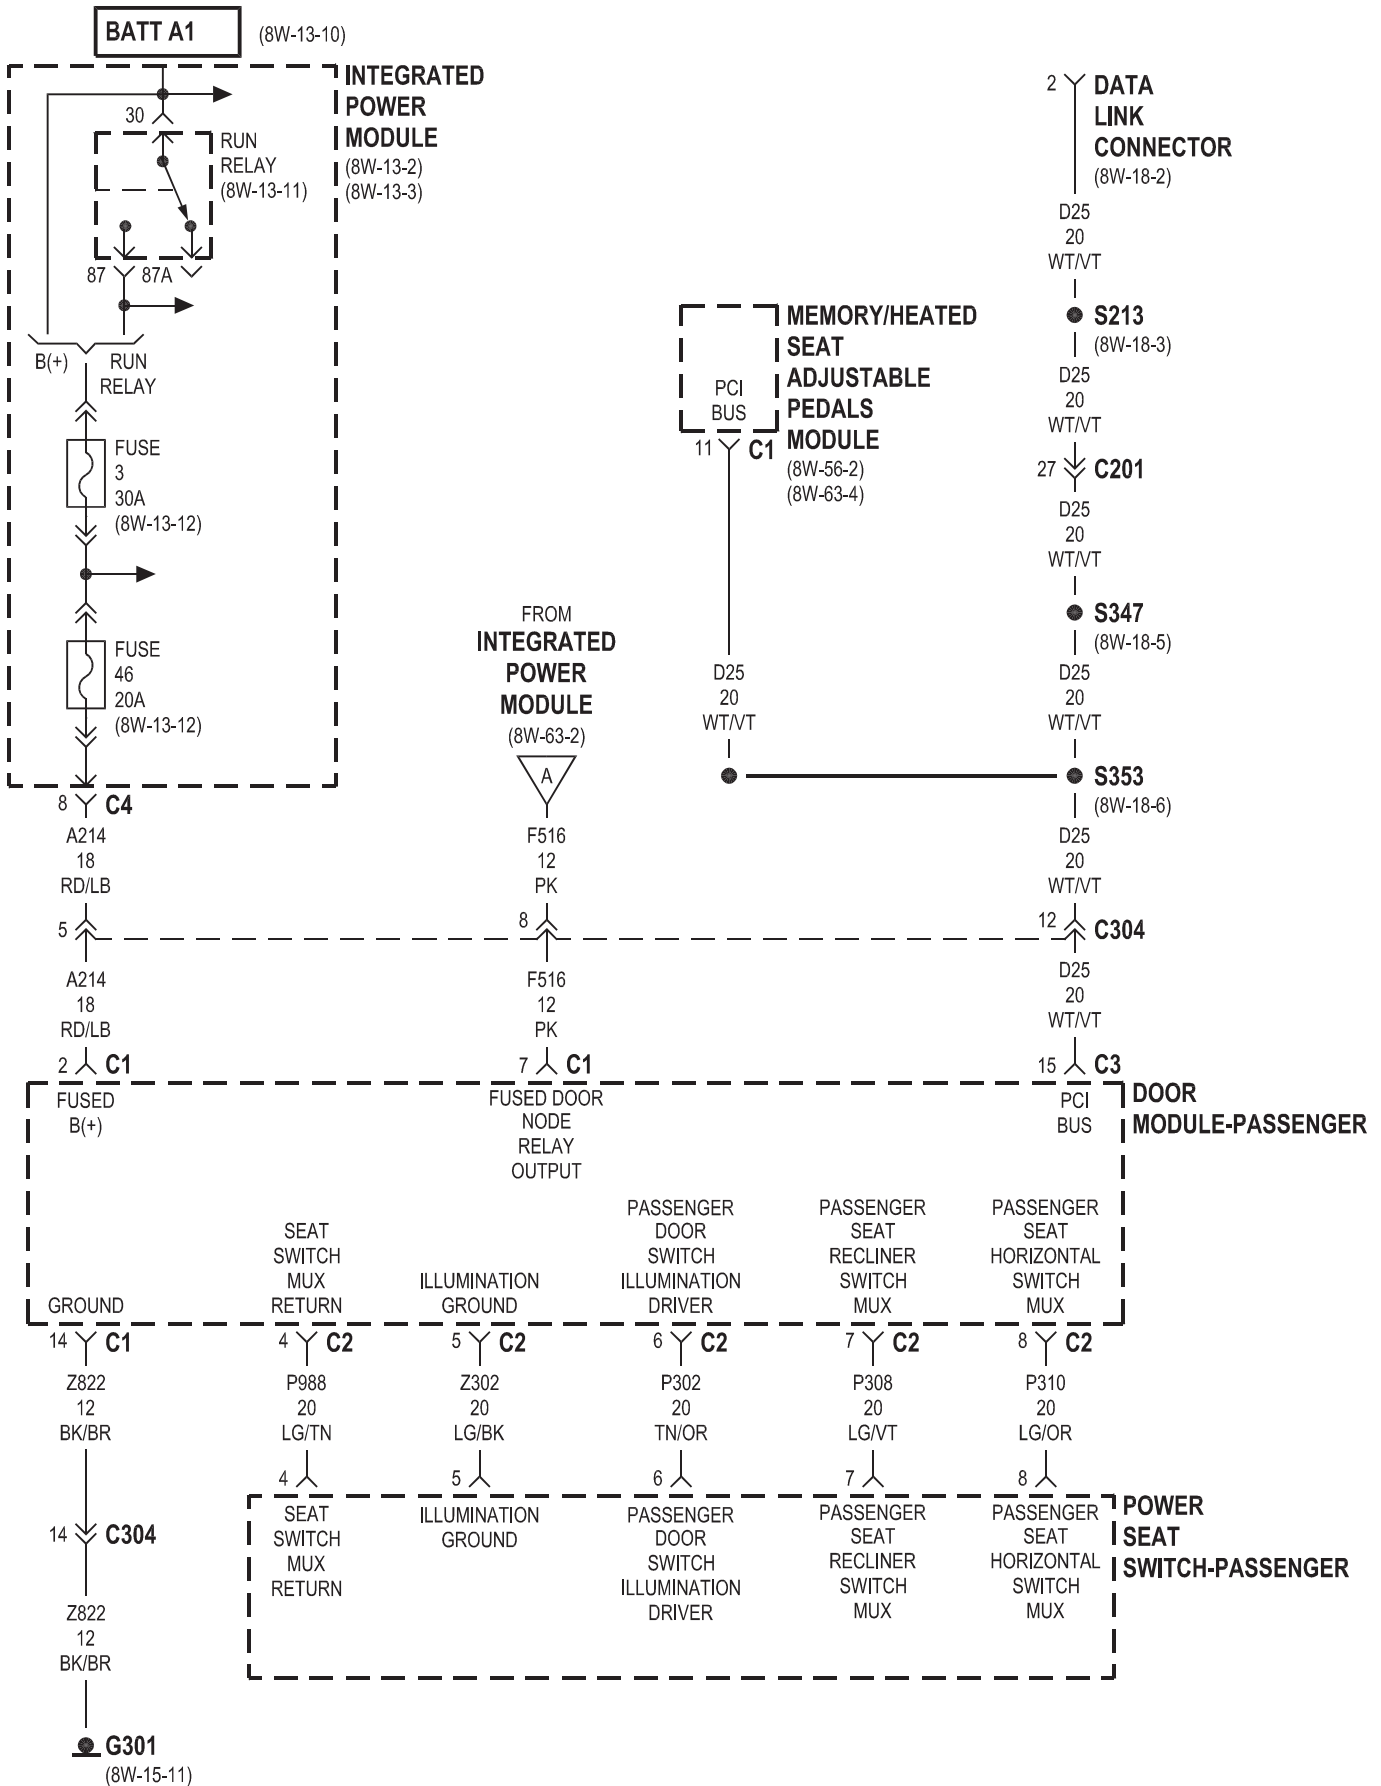 BATT A1
(8W-13-10)
INTEGRATED
POWER
MODULE
(8W-13-2)
(8W-13-3)
30
RUN
RELAY
(8W-13-11)
87
87A
B(+)
RUN
RELAY
FUSE
3
30A
(8W-13-12)
FUSE
46
20A
(8W-13-12)
8
C4
A214
18
RD/LB
5
A214
18
RD/LB
2
C1
FROM
INTEGRATED
POWER
MODULE
(8W-63-2)
A
F516
12
PK
8
F516
12
PK
7
C1
PCI
BUS
MEMORY/HEATED
SEAT
ADJUSTABLE
PEDALS
MODULE
(8W-56-2)
(8W-63-4)
11
C1
D25
20
WT/VT
2
DATA
LINK
CONNECTOR
(8W-18-2)
D25
20
WT/VT
S213
(8W-18-3)
D25
20
WT/VT
27
C201
D25
20
WT/VT
S347
(8W-18-5)
D25
20
WT/VT
S353
(8W-18-6)
D25
20
WT/VT
12
C304
D25
20
WT/VT
15
C3
DOOR
MODULE-PASSENGER
FUSED
B(+)
FUSED DOOR
NODE
RELAY
OUTPUT
PCI
BUS
GROUND
SEAT
SWITCH
MUX
RETURN
ILLUMINATION
GROUND
PASSENGER
DOOR
SWITCH
ILLUMINATION
DRIVER
PASSENGER
SEAT
RECLINER
SWITCH
MUX
PASSENGER
SEAT
HORIZONTAL
SWITCH
MUX
14
C1
4
C2
5
C2
6
C2
7
C2
8
C2
Z822
12
BK/BR
P988
20
LG/TN
Z302
20
LG/BK
P302
20
TN/OR
P308
20
LG/VT
P310
20
LG/OR
4
5
6
7
8
POWER
SEAT
SWITCH-PASSENGER
SEAT
SWITCH
MUX
RETURN
ILLUMINATION
GROUND
PASSENGER
DOOR
SWITCH
ILLUMINATION
DRIVER
PASSENGER
SEAT
RECLINER
SWITCH
MUX
PASSENGER
SEAT
HORIZONTAL
SWITCH
MUX
14
C304
Z822
12
BK/BR
G301
(8W-15-11)